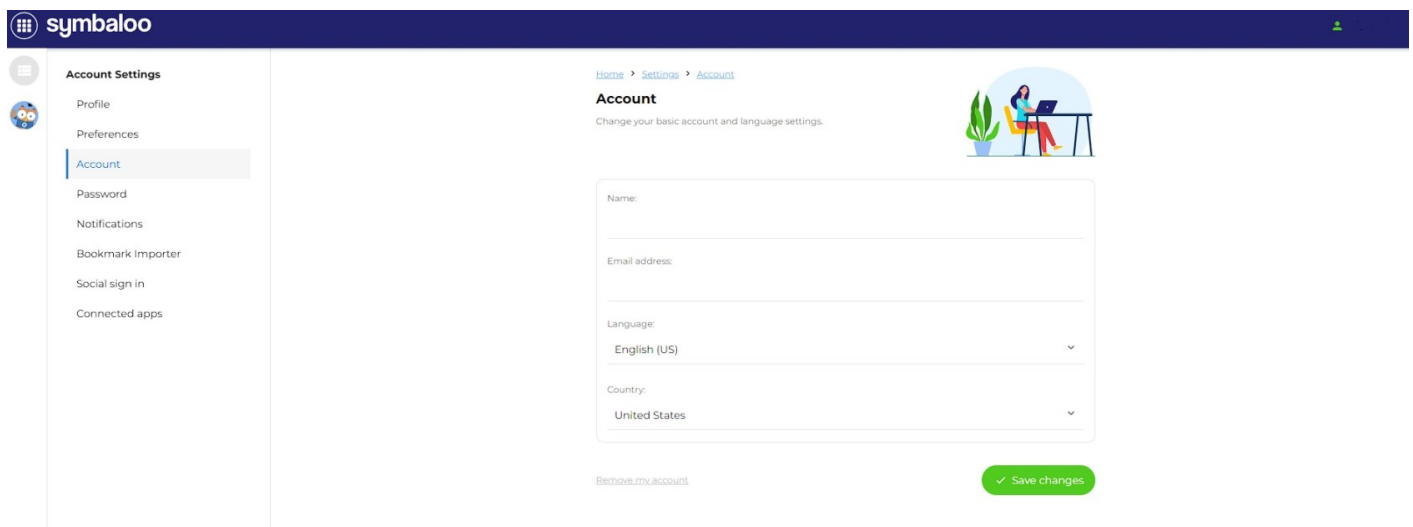 symbaloo
Account Settings
Profile
Preferences
Account
Password
Notifications
Bookmark Importer
Social sign in
Connected apps
Home > Settings > Account
Account
Change your basic account and language settings.
Name:
Email address:
Language:
English (US)
Country:
United States
Remove my account
Save changes